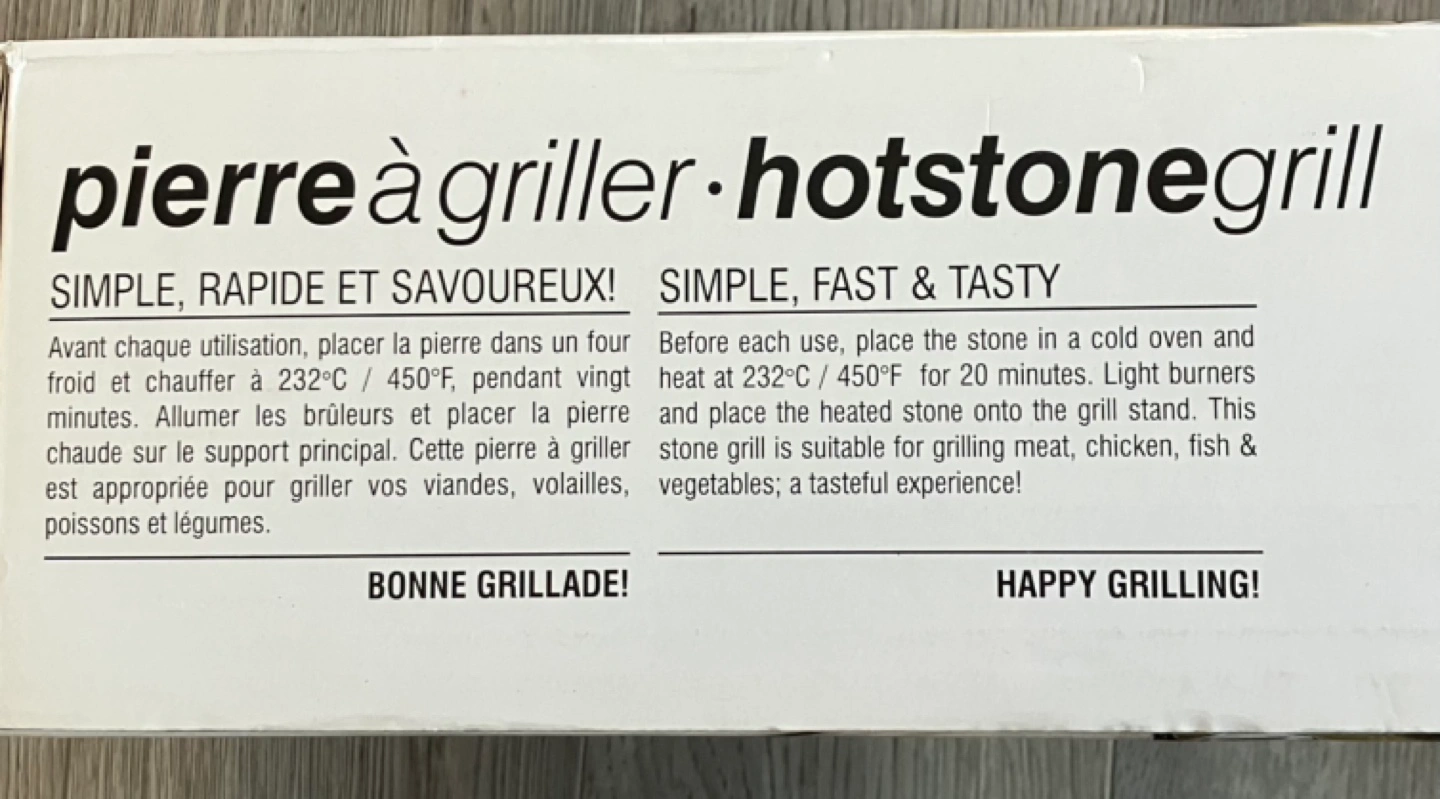 pierre à griller · hotstonegrill
SIMPLE, RAPIDE ET SAVOUREUX!
Avant chaque utilisation, placer la pierre dans un four
froid et chauffer à 232°C / 450°F, pendant vingt
minutes. Allumer les brûleurs et placer la pierre
chaude sur le support principal. Cette pierre à griller
est appropriée pour griller vos viandes, volailles,
poissons et légumes.
BONNE GRILLADE!
SIMPLE, FAST & TASTY
Before each use, place the stone in a cold oven and
heat at 232°C / 450°F for 20 minutes. Light burners
and place the heated stone onto the grill stand. This
stone grill is suitable for grilling meat, chicken, fish &
vegetables; a tasteful experience!
HAPPY GRILLING!